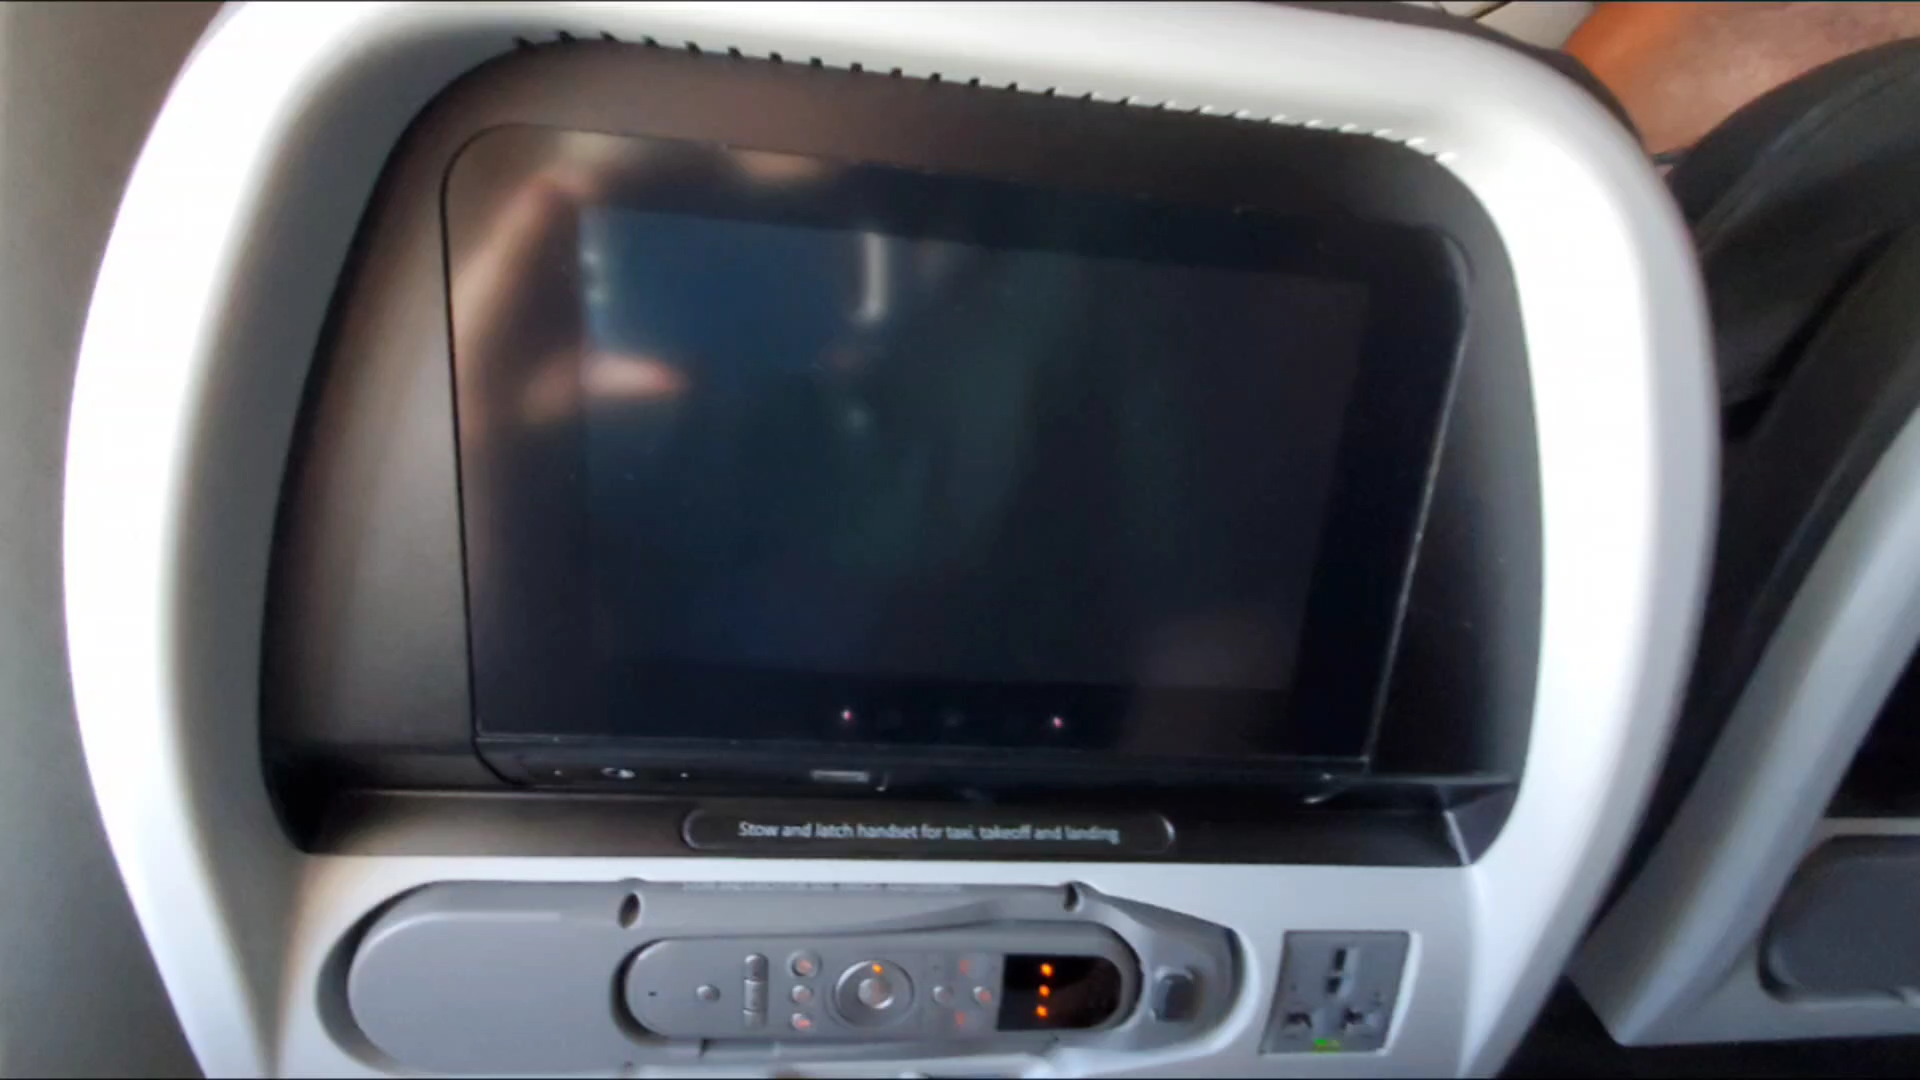 Stow and latch handset for taxi, takeoff and landing